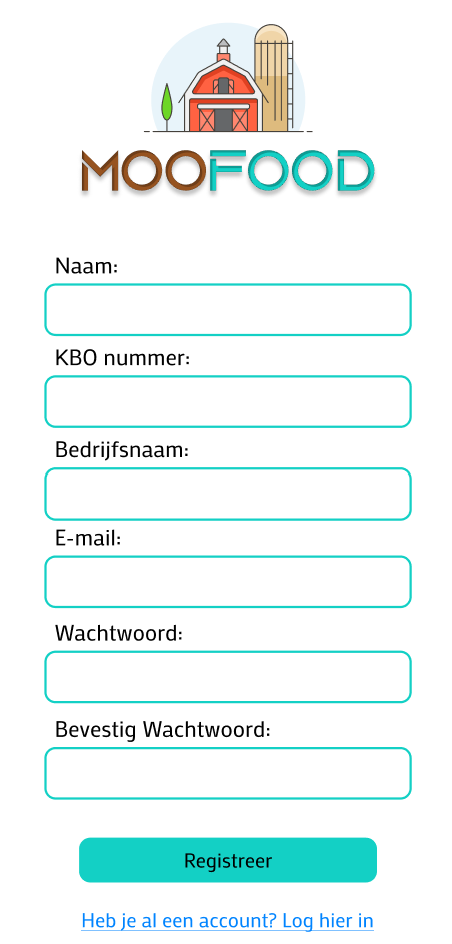 MOOFOOD
Naam:
KBO nummer:
Bedrijfsnaam:
E-mail:
Wachtwoord:
Bevestig Wachtwoord:
Registreer
Heb je al een account? Log hier in